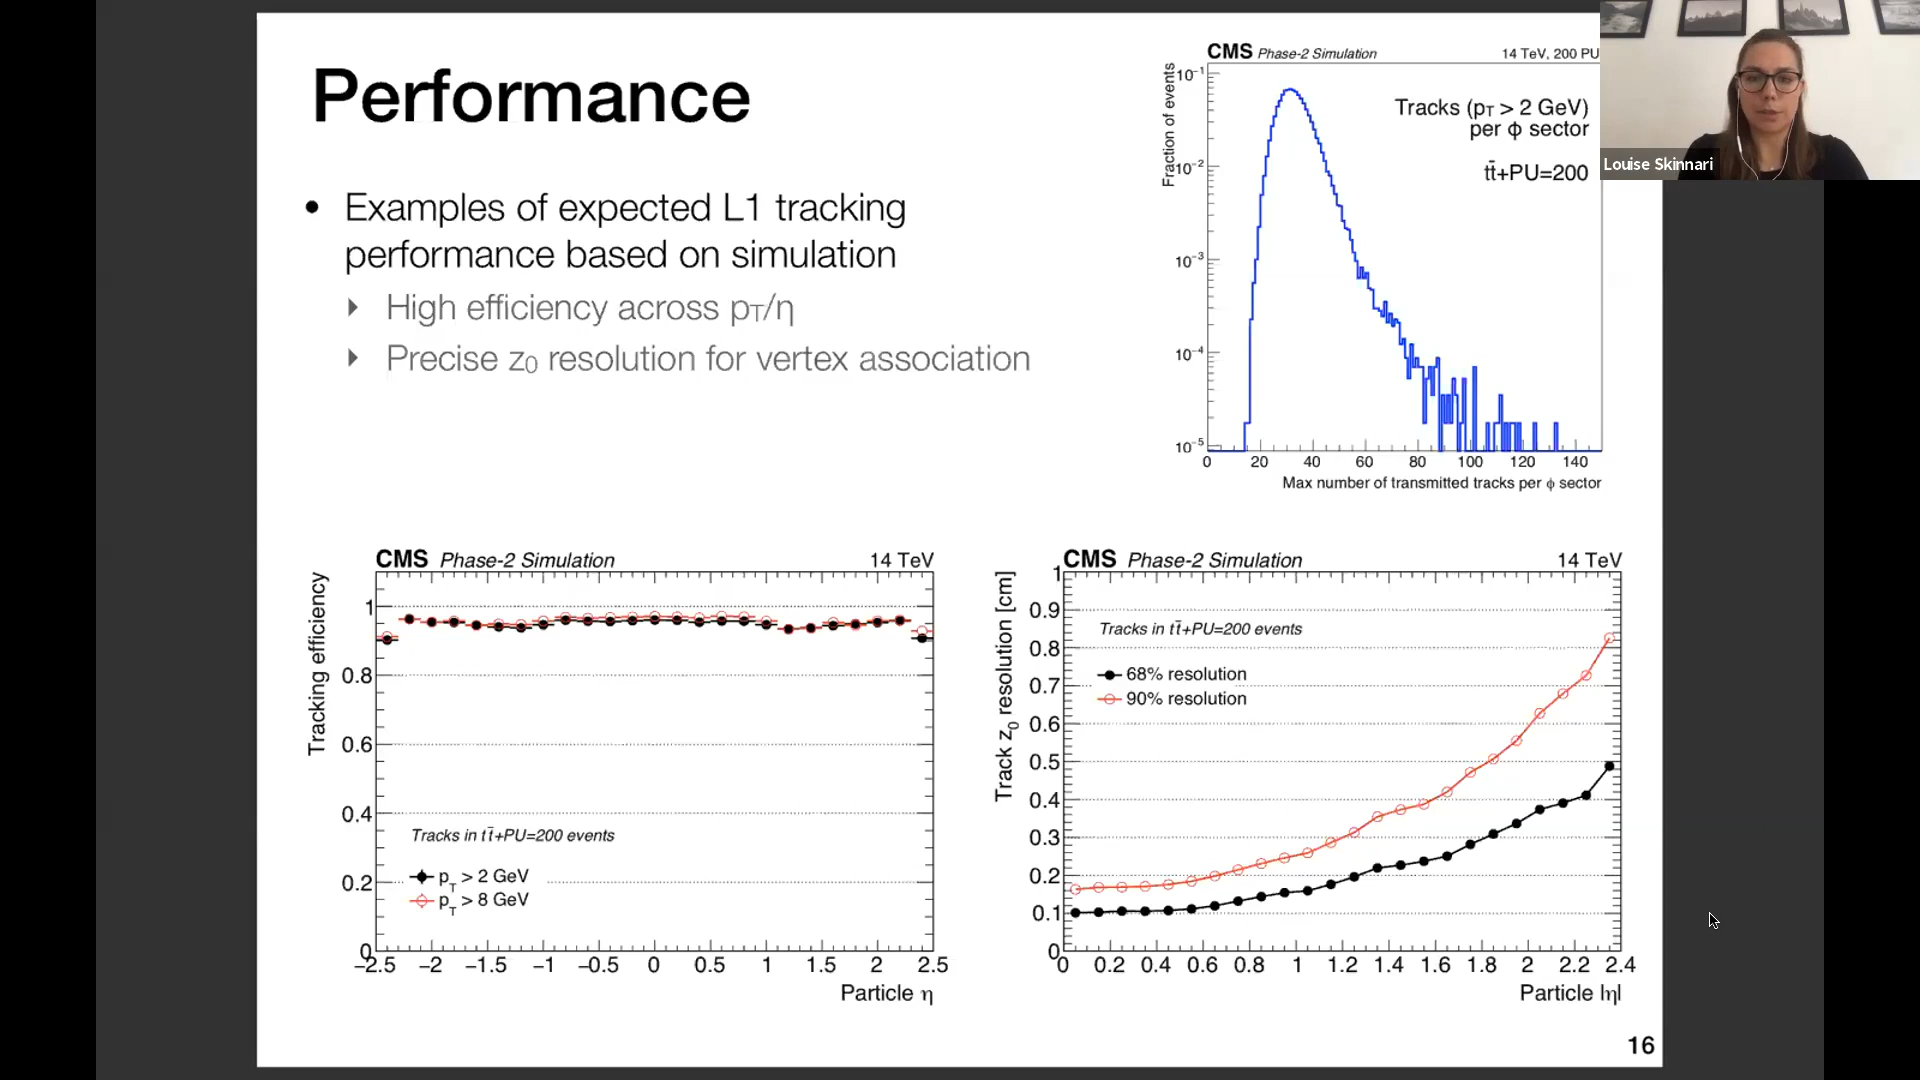 Performance
• Examples of expected L1 tracking
performance based on simulation
‣ High efficiency across pT/η
‣ Precise z0 resolution for vertex association
CMS Phase-2 Simulation 14 TeV, 200 PU
Fraction of events
10−1
10−2
10−3
10−4
10−5
Tracks (pT > 2 GeV)
per ϕ sector
tt̄+PU=200
0 20 40 60 80 100 120 140
Max number of transmitted tracks per ϕ sector
Louise Skinnari
CMS Phase-2 Simulation 14 TeV
Tracking efficiency
1
0.8
0.6
0.4
0.2
0
Tracks in tt̄+PU=200 events
pT > 2 GeV
pT > 8 GeV
−2.5 −2 −1.5 −1 −0.5 0 0.5 1 1.5 2 2.5
Particle η
CMS Phase-2 Simulation 14 TeV
Track z0 resolution [cm]
1
0.9
0.8
0.7
0.6
0.5
0.4
0.3
0.2
0.1
0
Tracks in tt̄+PU=200 events
68% resolution
90% resolution
0 0.2 0.4 0.6 0.8 1 1.2 1.4 1.6 1.8 2 2.2 2.4
Particle |η|
16